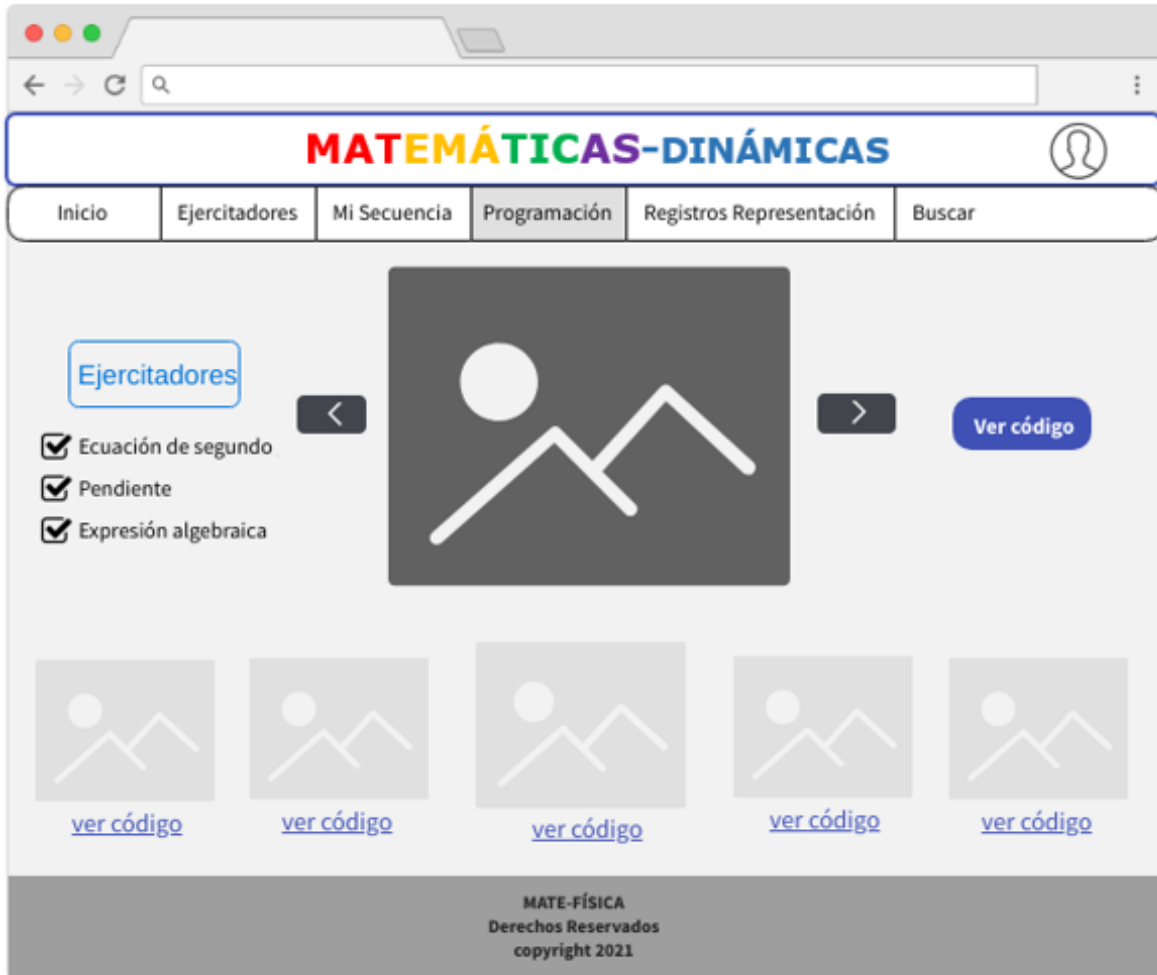 MATEMÁTICAS-DINÁMICAS
Inicio Ejercitadores Mi Secuencia Programación Registros Representación Buscar
Ejercitadores
Ecuación de segundo
Pendiente
Expresión algebraica
Ver código
ver código ver código ver código ver código ver código
MATE-FÍSICA
Derechos Reservados
copyright 2021